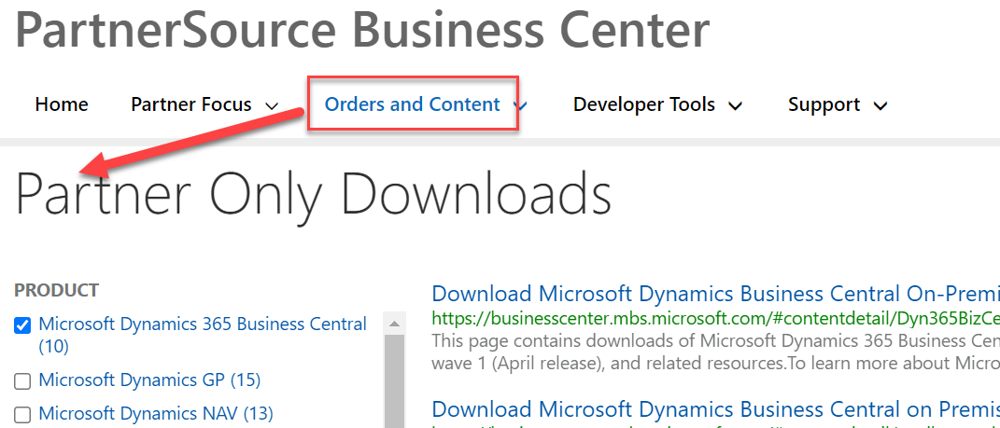 PartnerSource Business Center
Home Partner Focus Orders and Content Developer Tools Support
Partner Only Downloads
PRODUCT
Microsoft Dynamics 365 Business Central
(10)
Microsoft Dynamics GP (15)
Microsoft Dynamics NAV (13)
Download Microsoft Dynamics Business Central On-Premi
https://businesscenter.mbs.microsoft.com/#contentdetail/Dyn365BizCe
This page contains downloads of Microsoft Dynamics 365 Business Cen
wave 1 (April release), and related resources.To learn more about Micro
Download Microsoft Dynamics Business Central on Premis